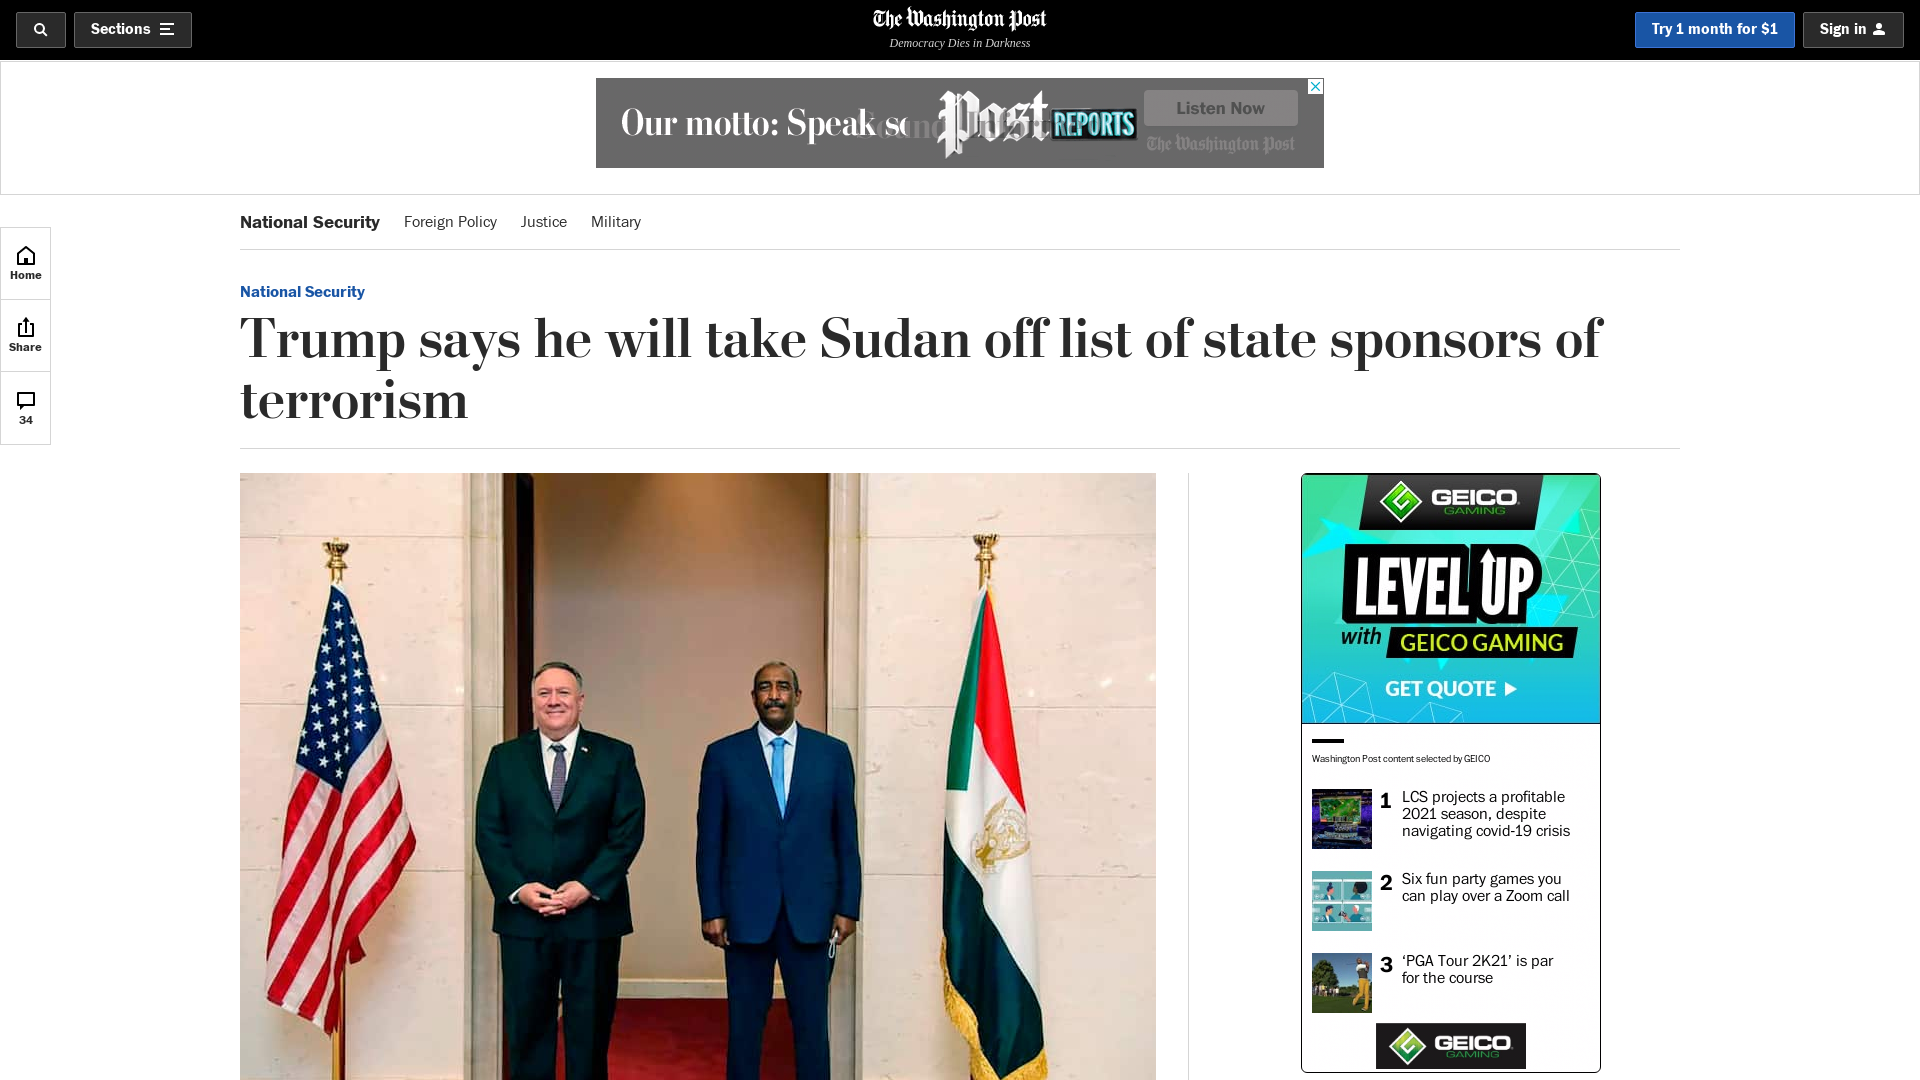 Sections
The Washington Post
Democracy Dies in Darkness
Try 1 month for $1
Sign in
Our motto: Speak
Post REPORTS
Listen Now
The Washington Post
National Security Foreign Policy Justice Military
Home
Share
34
National Security
Trump says he will take Sudan off list of state sponsors of
terrorism
GEICO
GAMING
LEVEL UP
with GEICO GAMING
GET QUOTE
Washington Post content selected by GEICO
1 LCS projects a profitable
2021 season, despite
navigating covid-19 crisis
2 Six fun party games you
can play over a Zoom call
3 ‘PGA Tour 2K21’ is par
for the course
GEICO
GAMING